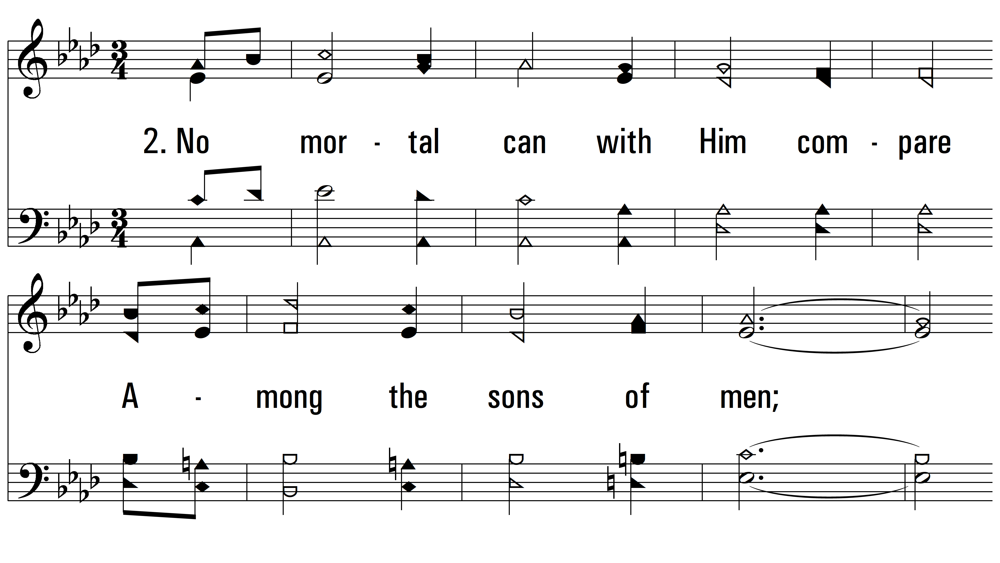 2. No mor - tal can with Him com - pare
A - mong the sons of men;